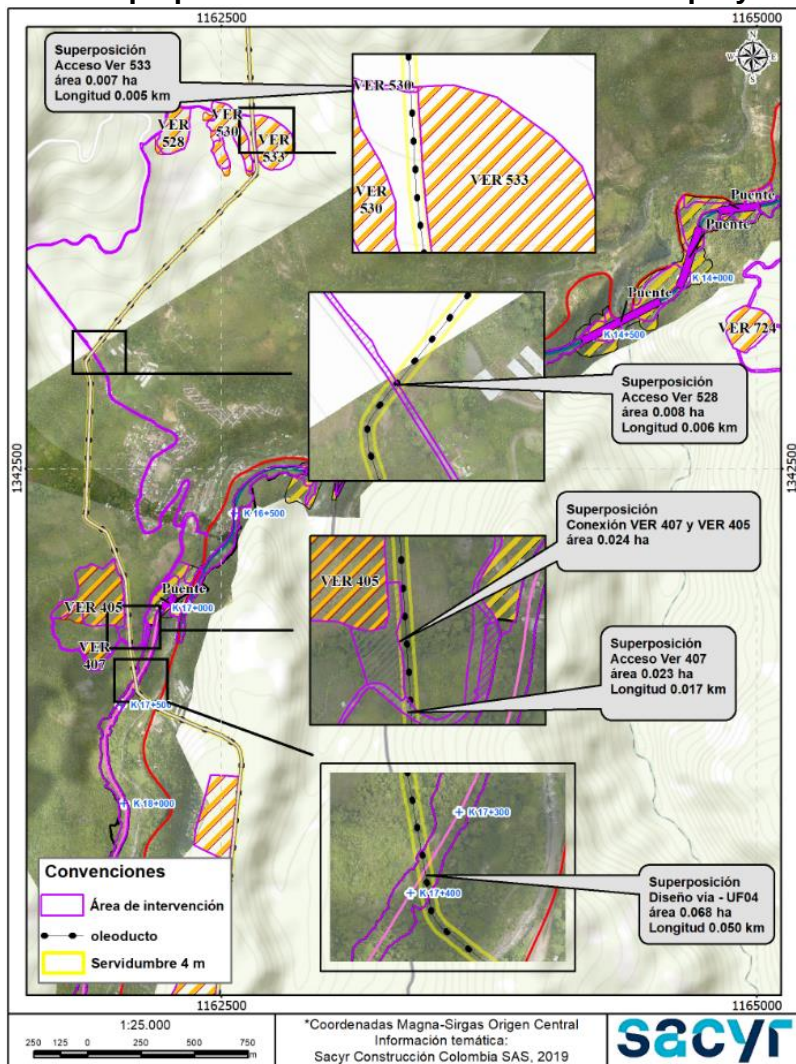 1162500
1165000
Superposición
Acceso Ver 533
área 0.007 ha
Longitud 0.005 km
N
W
E
S
VER 530
VER
528
VER
530
VER
533
VER 533
VER
530
Puente
Puente
K 14+000
Puente
K 14+500
VER 724
Superposición
Acceso Ver 528
área 0.008 ha
Longitud 0.006 km
1342500
1342500
K 16+500
Superposición
Conexión VER 407 y VER 405
área 0.024 ha
VER 405
Puente
K 17+000
VER 405
VER
407
Superposición
Acceso Ver 407
área 0.023 ha
Longitud 0.017 km
K 17+500
K 18+000
K 17+300
K 17+400
Superposición
Diseño vía - UF04
área 0.068 ha
Longitud 0.050 km
Convenciones
Área de intervención
oleoducto
Servidumbre 4 m
1162500
1165000
1:25.000
250 125 0 250 500 750
m
*Coordenadas Magna-Sirgas Origen Central
Información temática:
Sacyr Construcción Colombia SAS, 2019
sacyr